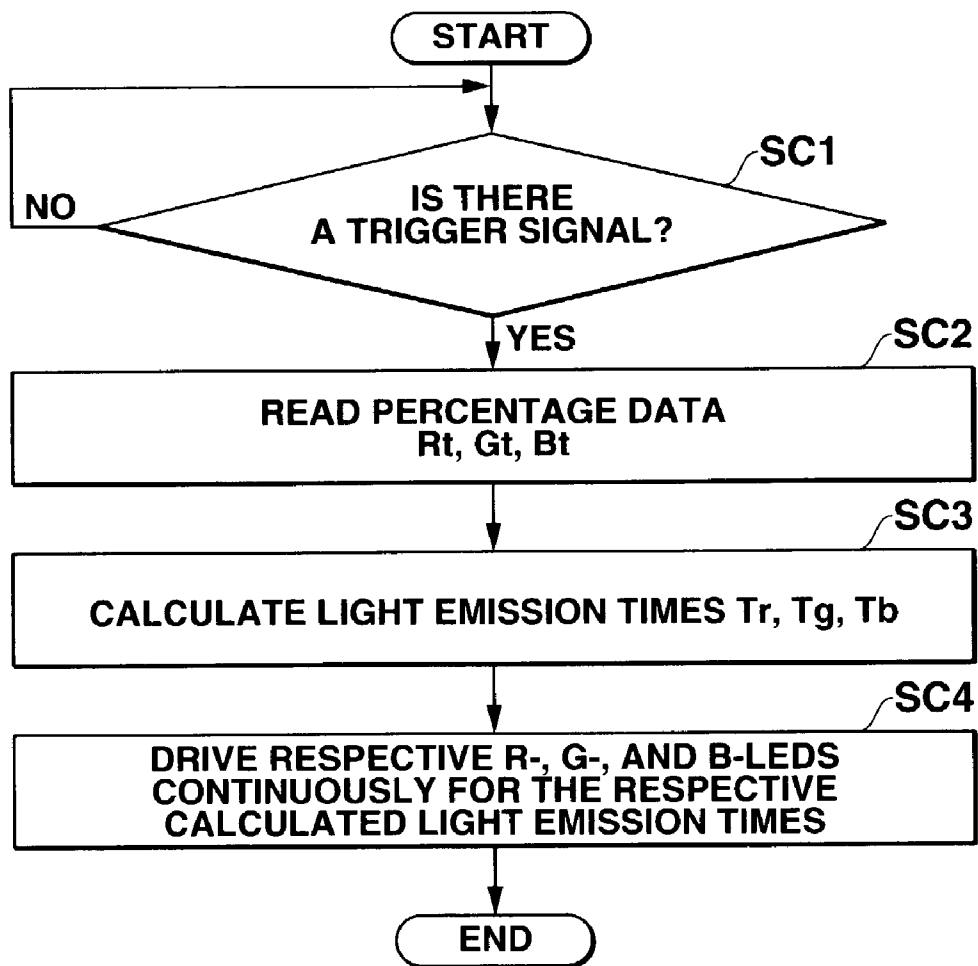 START
SC1
IS THERE
A TRIGGER SIGNAL?
NO
YES
SC2
READ PERCENTAGE DATA
Rt, Gt, Bt
SC3
CALCULATE LIGHT EMISSION TIMES Tr, Tg, Tb
SC4
DRIVE RESPECTIVE R-, G-, AND B-LEDS
CONTINUOUSLY FOR THE RESPECTIVE
CALCULATED LIGHT EMISSION TIMES
END